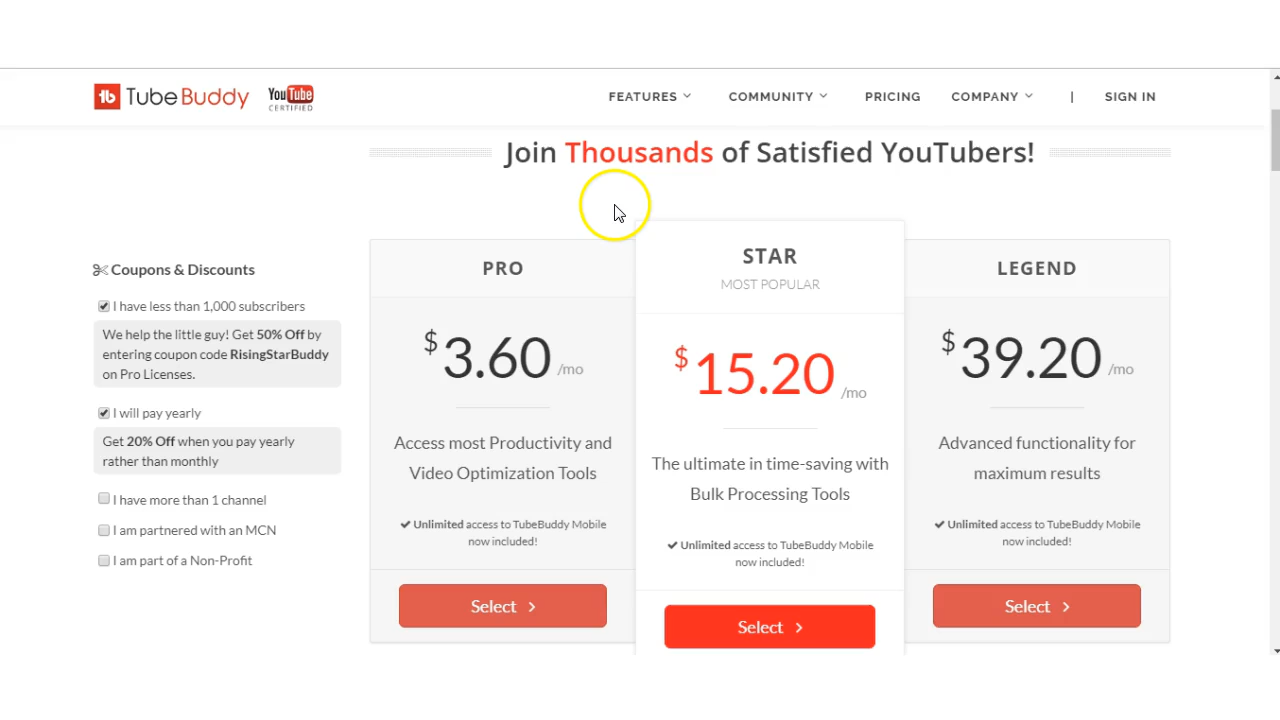 TubeBuddy
YouTube
CERTIFIED
FEATURES
COMMUNITY
PRICING
COMPANY
|
SIGN IN
Join Thousands of Satisfied YouTubers!
Coupons & Discounts
I have less than 1,000 subscribers
We help the little guy! Get 50% Off by
entering coupon code RisingStarBuddy
on Pro Licenses.
I will pay yearly
Get 20% Off when you pay yearly
rather than monthly
I have more than 1 channel
I am partnered with an MCN
I am part of a Non-Profit
PRO
$3.60 /mo
Access most Productivity and
Video Optimization Tools
Unlimited access to TubeBuddy Mobile
now included!
Select
STAR
MOST POPULAR
$15.20 /mo
The ultimate in time-saving with
Bulk Processing Tools
Unlimited access to TubeBuddy Mobile
now included!
Select
LEGEND
$39.20 /mo
Advanced functionality for
maximum results
Unlimited access to TubeBuddy Mobile
now included!
Select